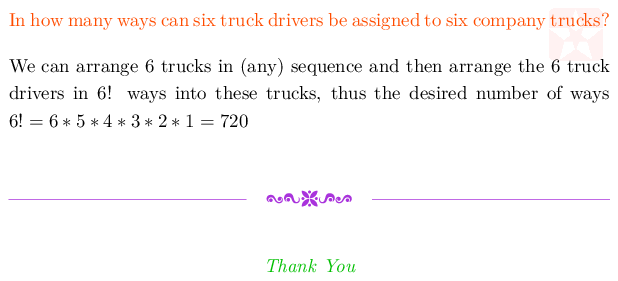 In how many ways can six truck drivers be assigned to six company trucks?
We can arrange 6 trucks in (any) sequence and then arrange the 6 truck
drivers in 6! ways into these trucks, thus the desired number of ways
6! = 6 ∗ 5 ∗ 4 ∗ 3 ∗ 2 ∗ 1 = 720
Thank You